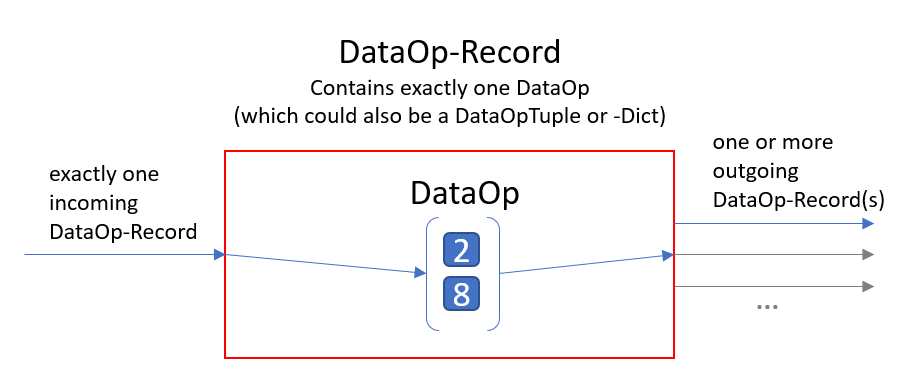 DataOp-Record
Contains exactly one DataOp
(which could also be a DataOpTuple or -Dict)
exactly one
incoming
DataOp-Record
DataOp
2
8
one or more
outgoing
DataOp-Record(s)
...